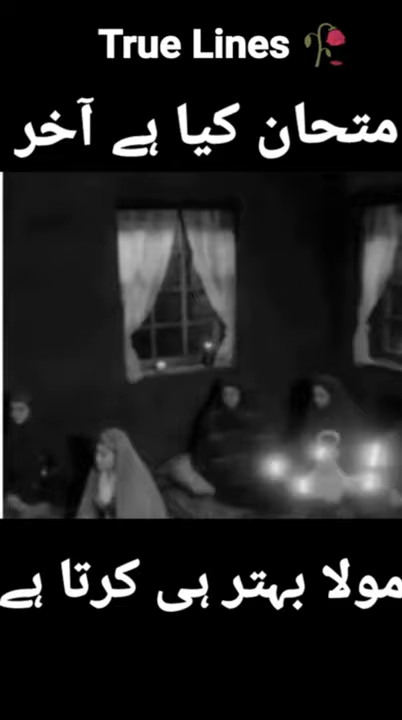 True Lines 🥀
متحان کیا ہے آخر
مولا بہتر ہی کرتا ہے